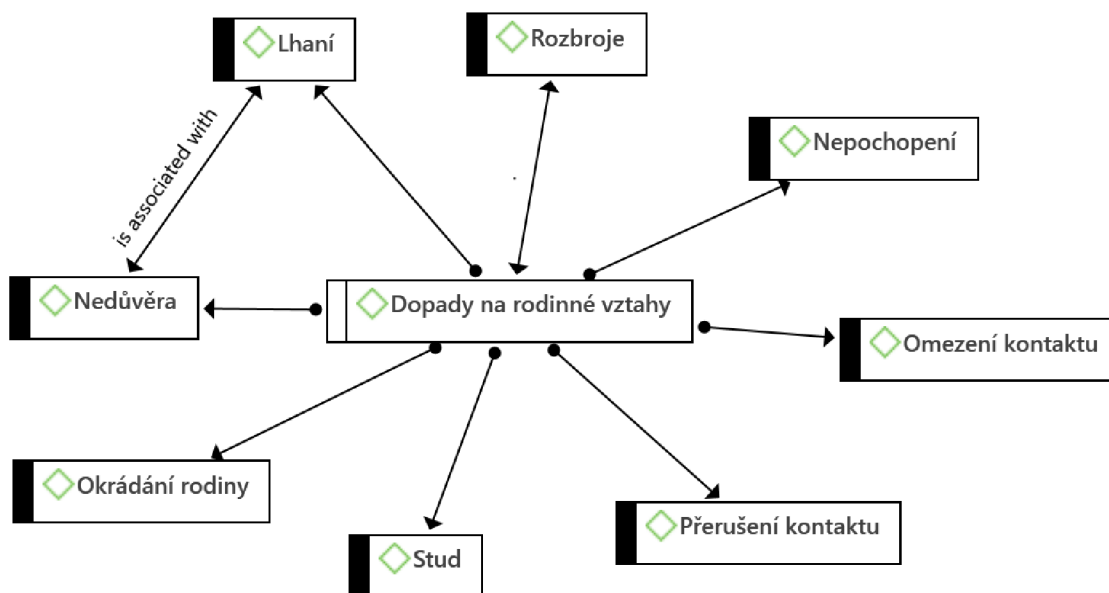 Lhaní
Rozbroje
Nepochopení
is associated with
Nedůvěra
Dopady na rodinné vztahy
Omezení kontaktu
Okrádání rodiny
Přerušení kontaktu
Stud